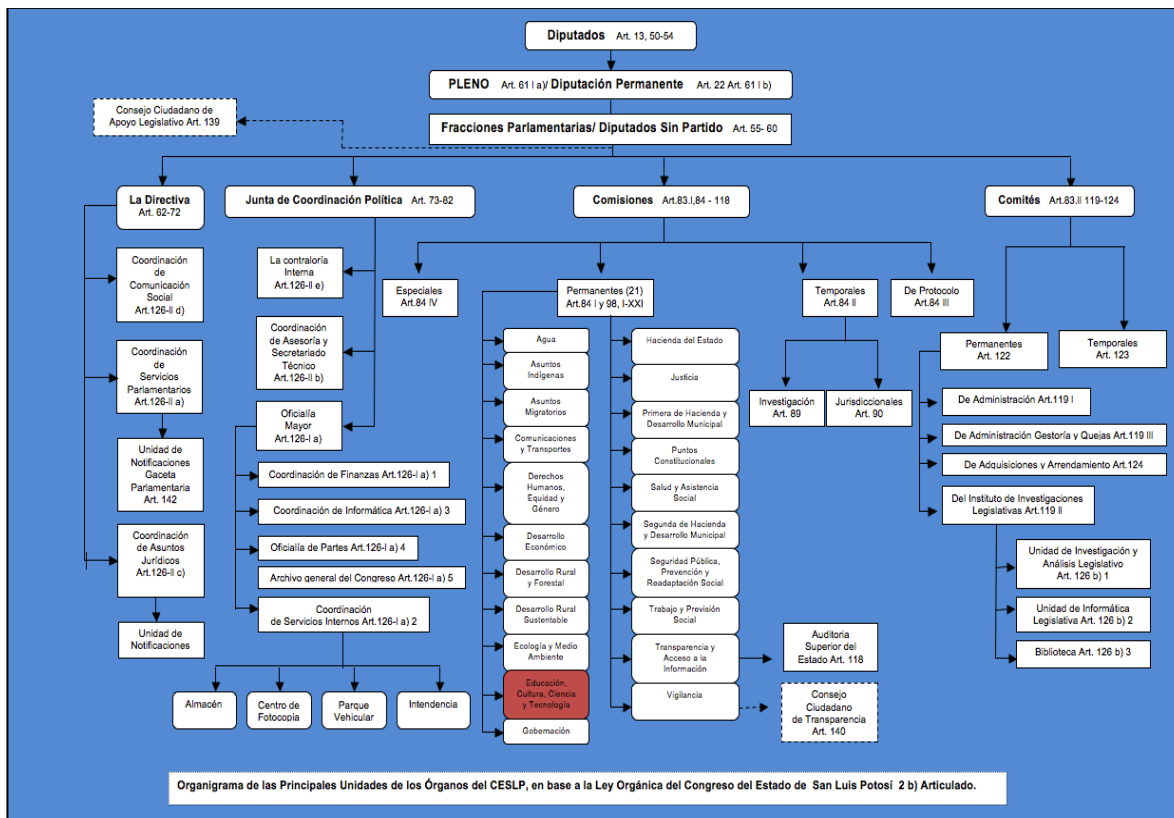 Diputados Art. 13, 50-54
PLENO Art. 61 I a)/ Diputación Permanente Art. 22 Art. 61 I b)
Consejo Ciudadano de
Apoyo Legislativo Art. 139
Fracciones Parlamentarias/ Diputados Sin Partido Art. 55- 60
La Directiva
Art. 62-72
Junta de Coordinación Política Art. 73-82
Comisiones Art.83.I,84 - 118
Comités Art.83.II 119-124
Coordinación
de
Comunicación
Social
Art.126-II d)
Coordinación
de
Servicios
Parlamentarios
Art.126-II a)
Unidad de
Notificaciones
Gaceta
Parlamentaria
Art. 142
Coordinación
de Asuntos
Jurídicos
Art.126-II c)
Unidad de
Notificaciones
La contraloría
Interna
Art.126-II e)
Coordinación
de Asesoría y
Secretariado
Técnico
Art.126-II b)
Oficialía
Mayor
Art.126-I a)
Coordinación de Finanzas Art.126-I a) 1
Coordinación de Informática Art.126-I a) 3
Oficialía de Partes Art.126-I a) 4
Archivo general del Congreso Art.126-I a) 5
Coordinación
de Servicios Internos Art.126-I a) 2
Almacén
Centro de
Fotocopia
Parque
Vehicular
Intendencia
Especiales
Art.84 IV
Permanentes (21)
Art.84 I y 98, I-XXI
Temporales
Art.84 II
De Protocolo
Art.84 III
Agua
Asuntos
Indígenas
Asuntos
Migratorios
Comunicaciones
y Transportes
Derechos
Humanos,
Equidad y
Género
Desarrollo
Económico
Desarrollo Rural
y Forestal
Desarrollo Rural
Sustentable
Ecología y Medio
Ambiente
Educación,
Cultura, Ciencia
y Tecnología
Gobernación
Hacienda del Estado
Justicia
Primera de Hacienda y
Desarrollo Municipal
Puntos
Constitucionales
Salud y Asistencia
Social
Segunda de Hacienda
y Desarrollo Municipal
Seguridad Pública,
Prevención y
Readaptación Social
Trabajo y Previsión
Social
Transparencia y
Acceso a la
Información
Vigilancia
Investigación
Art. 89
Jurisdiccionales
Art. 90
Auditoria
Superior del
Estado Art. 118
Consejo
Ciudadano
de Transparencia
Art. 140
Permanentes
Art. 122
Temporales
Art. 123
De Administración Art.119 I
De Administración Gestoría y Quejas Art.119 III
De Adquisiciones y Arrendamiento Art.124
Del Instituto de Investigaciones
Legislativas Art.119 II
Unidad de Investigación y
Análisis Legislativo
Art. 126 b) 1
Unidad de Informática
Legislativa Art. 126 b) 2
Biblioteca Art. 126 b) 3
Organigrama de las Principales Unidades de los Órganos del CESLP, en base a la Ley Orgánica del Congreso del Estado de San Luis Potosí 2 b) Articulado.